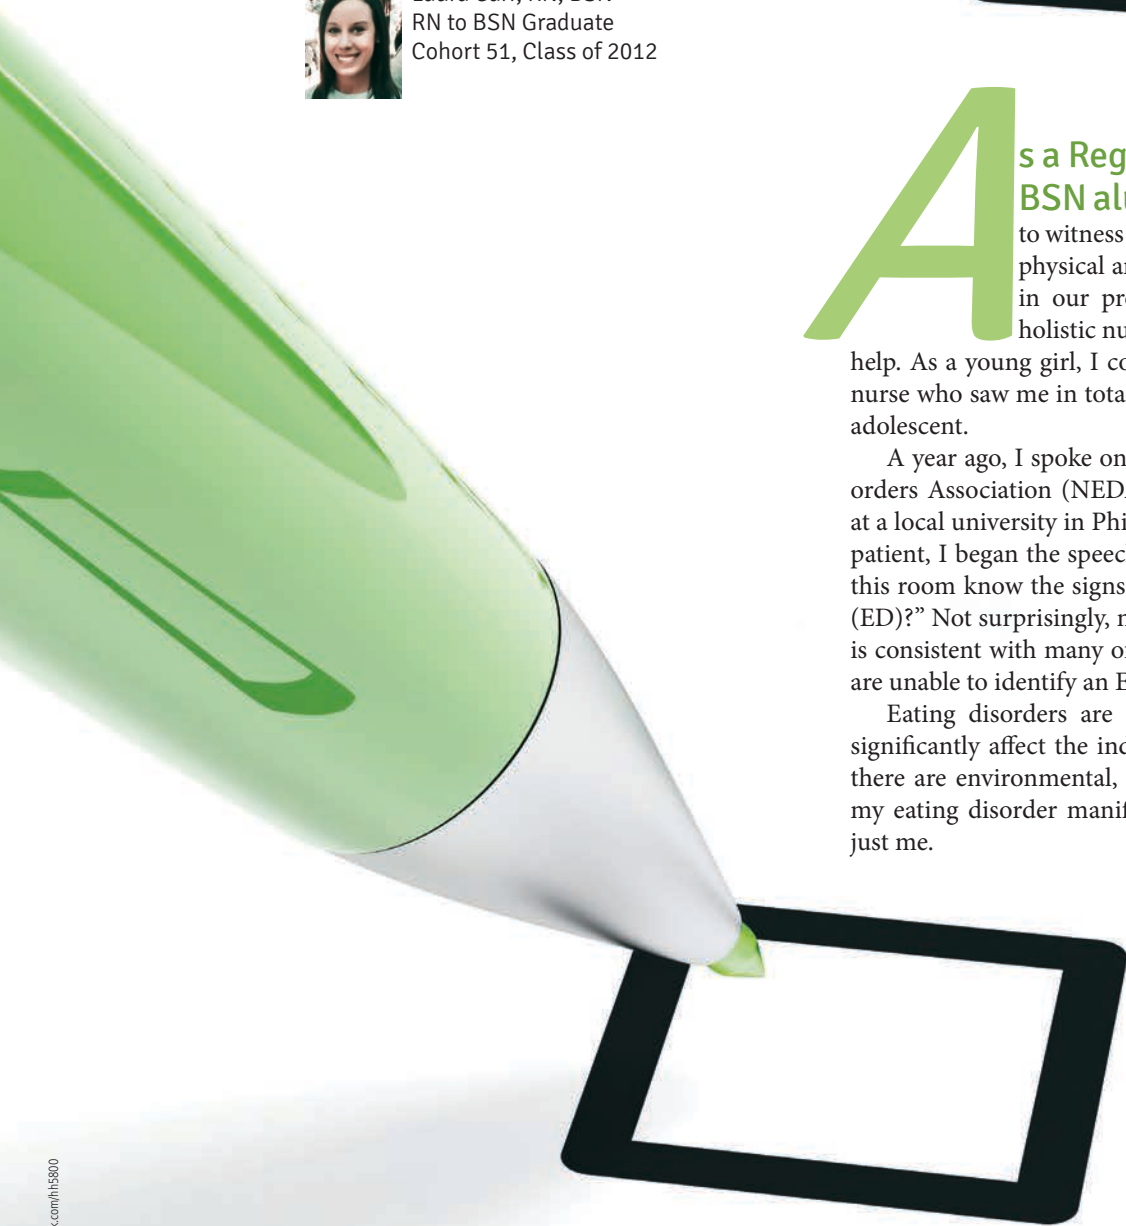 RN to BSN Graduate
Cohort 51, Class of 2012
As a Reg
BSN al
to witness
physical a
in our pr
holistic nu
help. As a young girl, I co
nurse who saw me in tota
adolescent.
A year ago, I spoke on
orders Association (NED
at a local university in Phi
patient, I began the speec
this room know the signs
(ED)?” Not surprisingly, n
is consistent with many o
are unable to identify an E
Eating disorders are
significantly affect the inc
there are environmental,
my eating disorder manif
just me.
k.com/hh5800